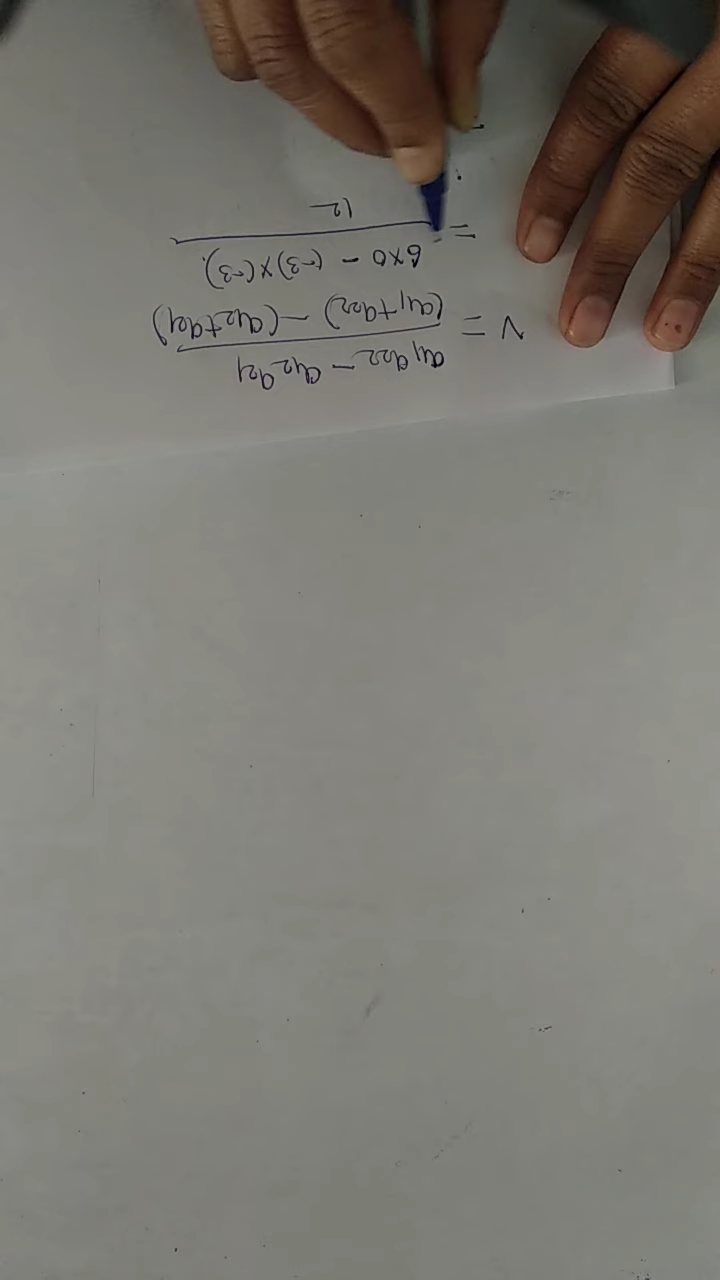 V = a₁₁a₂₂ - a₁₂a₂₁
(a₁₁+a₂₂) - (a₁₂+a₂₁)
= 6×0 - (-3)×(-3)
12